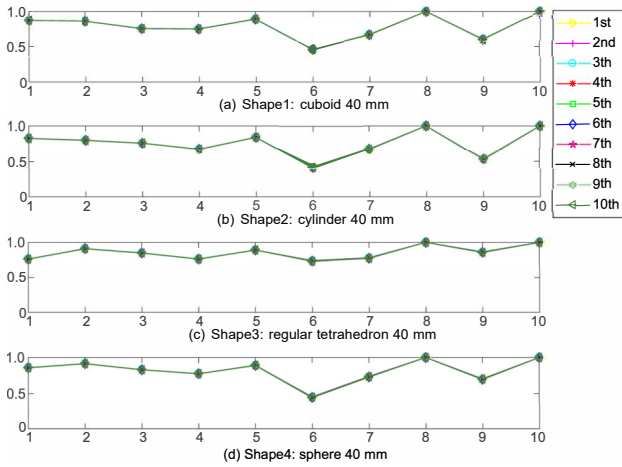 1.0
0.5
0
1 2 3 4 5 6 7 8 9 10
(a) Shape1: cuboid 40 mm
1.0
0.5
0
1 2 3 4 5 6 7 8 9 10
(b) Shape2: cylinder 40 mm
1.0
0.5
0
1 2 3 4 5 6 7 8 9 10
(c) Shape3: regular tetrahedron 40 mm
1.0
0.5
0
1 2 3 4 5 6 7 8 9 10
(d) Shape4: sphere 40 mm
1st
2nd
3th
4th
5th
6th
7th
8th
9th
10th